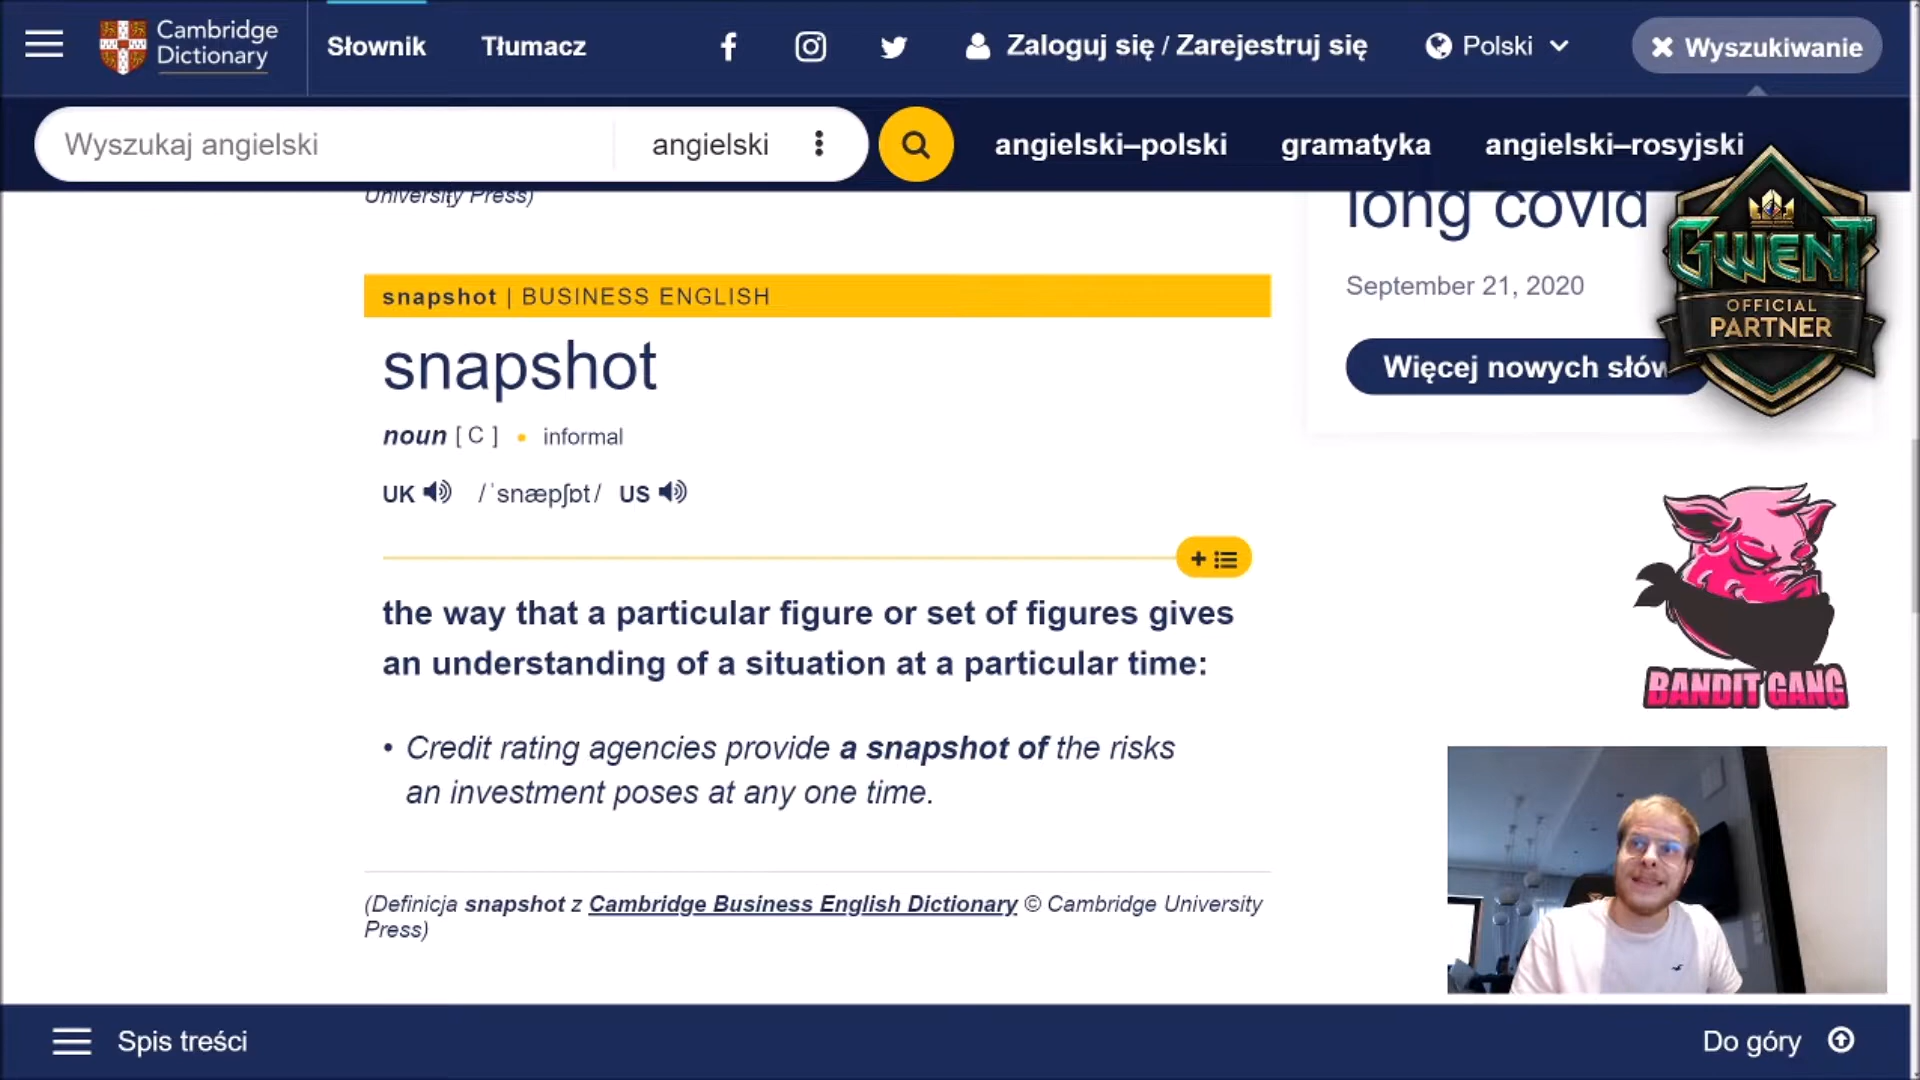 Cambridge
Dictionary
Słownik
Tłumacz
Zaloguj się / Zarejestruj się
Polski
Wyszukiwanie
Wyszukaj angielski
angielski
angielski–polski
gramatyka
angielski–rosyjski
University Press)
long covid
September 21, 2020
Więcej nowych słów
GWENT
OFFICIAL
PARTNER
snapshot | BUSINESS ENGLISH
snapshot
noun [ C ] • informal
UK /ˈsnæpʃɒt/ US
the way that a particular figure or set of figures gives
an understanding of a situation at a particular time:
• Credit rating agencies provide a snapshot of the risks
an investment poses at any one time.
BANDIT GANG
(Definicja snapshot z Cambridge Business English Dictionary © Cambridge University
Press)
Spis treści
Do góry